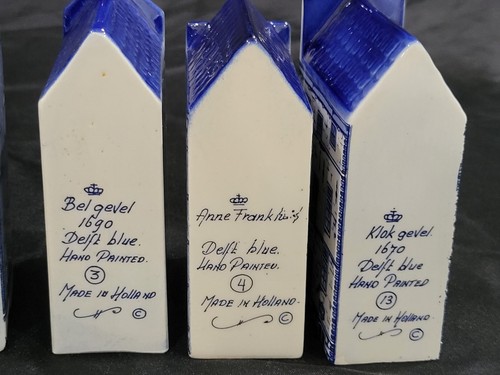 Bel gevel
1690
Delft blue.
HAND PAINTED.
3
MADE IN HOLLAND
©
Anne Frank huis
Delft blue.
HAND PAINTED.
4
MADE IN HOLLAND.
©
Klok gevel.
1670
Delft blue
HAND PAINTED
13
MADE IN HOLLAND
©